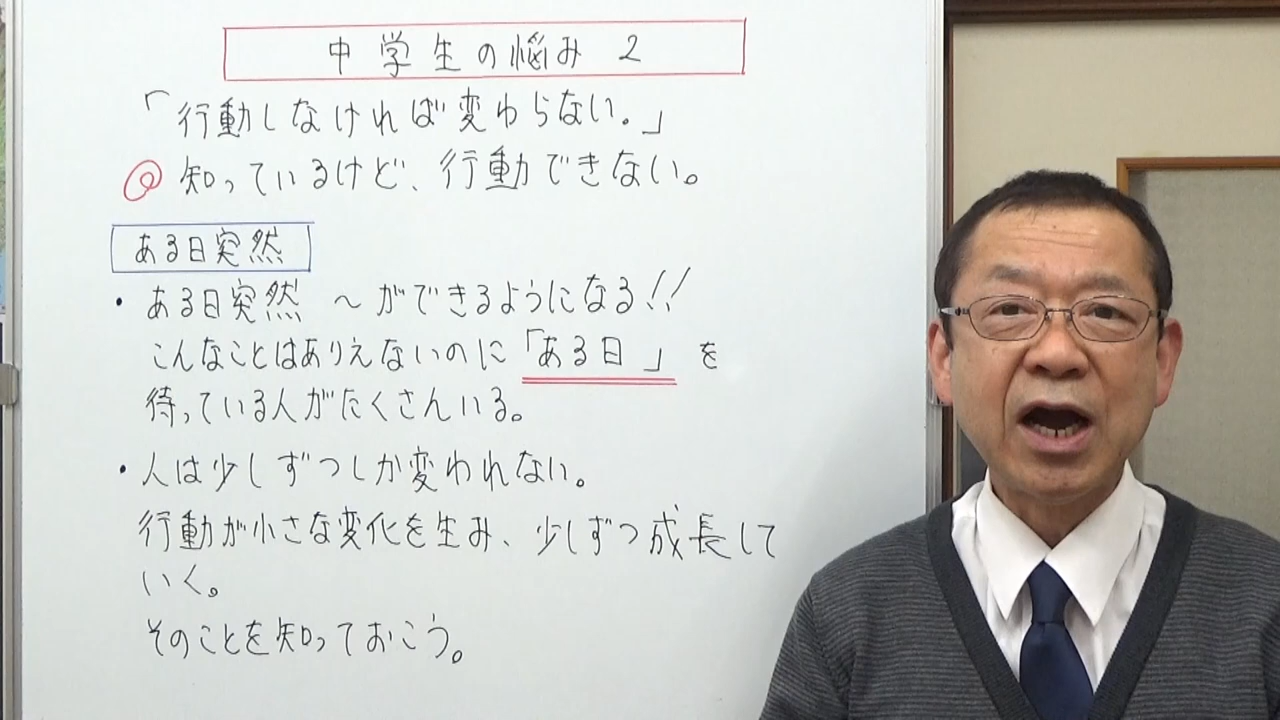 中学生の悩み 2
「行動しなければ変わらない。」
◎ 知っているけど、行動できない。
ある日突然
・ある日突然 〜ができるようになる!!
こんなことはありえないのに「ある日」を
待っている人がたくさんいる。
・人は少しずつしか変われない。
行動が小さな変化を生み、少しずつ成長して
いく。
そのことを知っておこう。